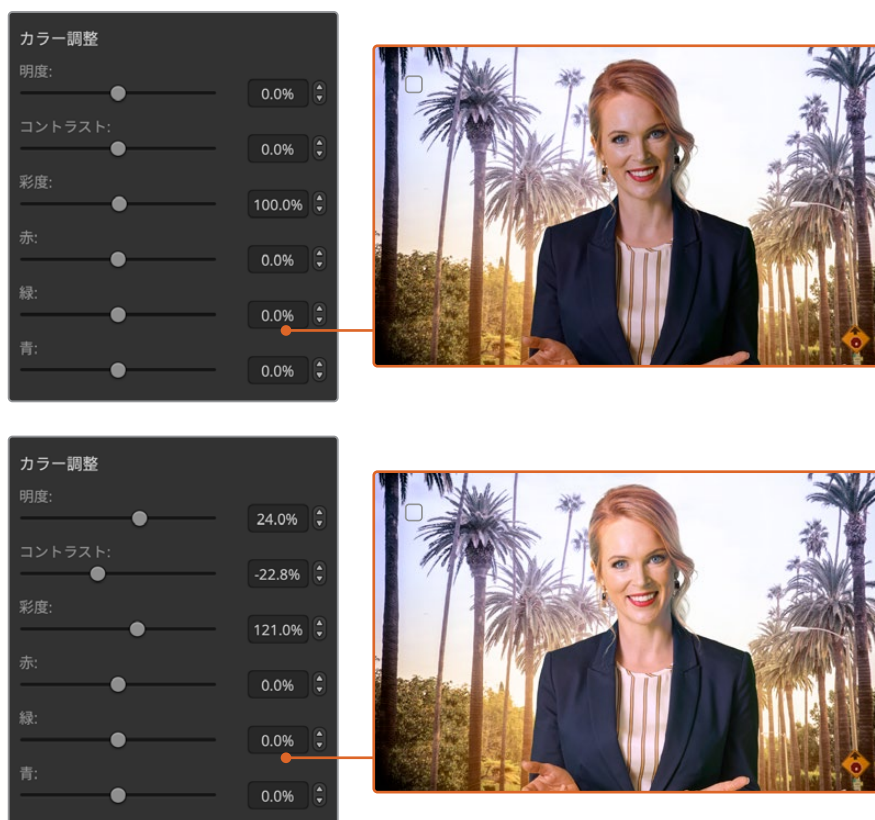 カラー調整
明度:
0.0%
コントラスト:
0.0%
彩度:
100.0%
赤:
0.0%
緑:
0.0%
青:
0.0%
カラー調整
明度:
24.0%
コントラスト:
-22.8%
彩度:
121.0%
赤:
0.0%
緑:
0.0%
青:
0.0%